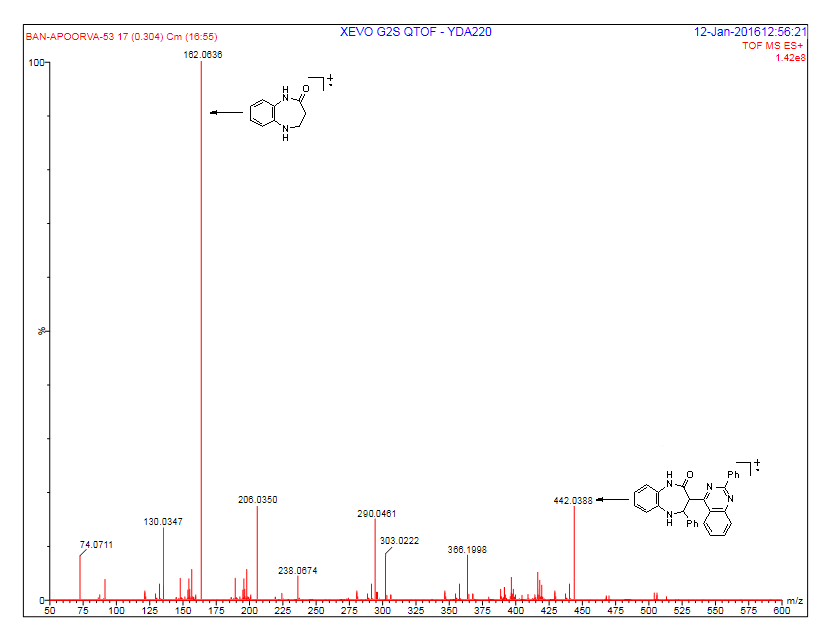 XEVO G2S QTOF - YDA220
12-Jan-201612:56:21
BAN-APOORVA-53 17 (0.304) Cm (16:55)
TOF MS ES+
1.42e8
162.0636
100
H
N
O
N
H
+
%
206.0350
130.0347
74.0711
238.0674
290.0461
303.0222
366.1998
442.0388
H
N
O
N
H
Ph
N
N
Ph
+
0
m/z
50 75 100 125 150 175 200 225 250 275 300 325 350 375 400 425 450 475 500 525 550 575 600